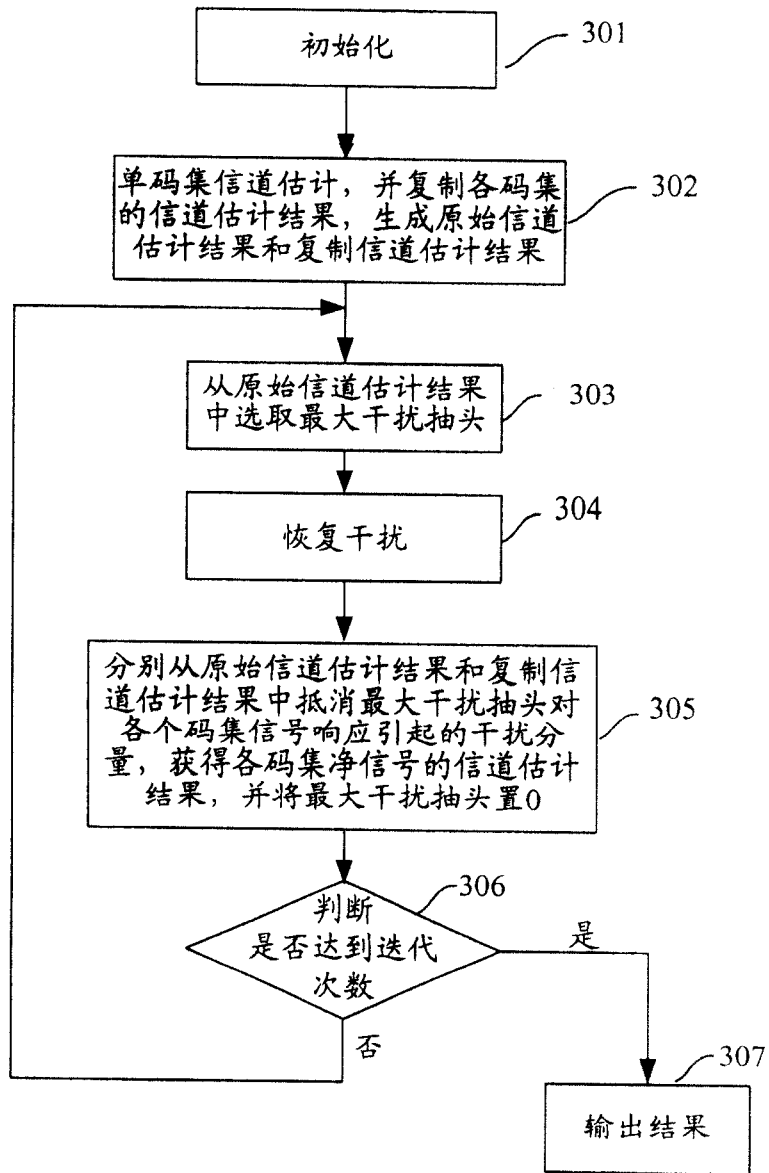 初始化
301
单码集信道估计，并复制各码集
的信道估计结果，生成原始信道
估计结果和复制信道估计结果
302
从原始信道估计结果
中选取最大干扰抽头
303
恢复干扰
304
分别从原始信道估计结果和复制信
道估计结果中抵消最大干扰抽头对
各个码集信号响应引起的干扰分
量，获得各码集净信号的信道估计
结果，并将最大干扰抽头置0
305
306
判断
是否达到迭代
次数
是
否
307
输出结果